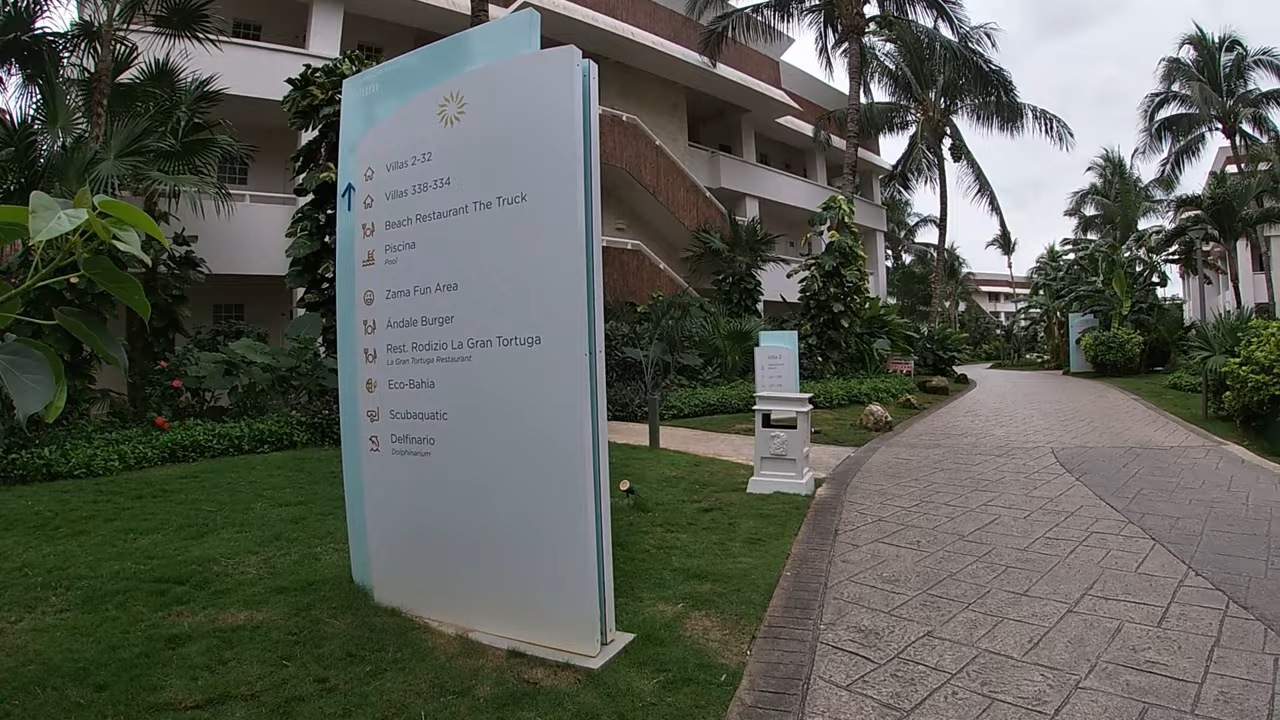 Villas 2-32
Villas 338-334
Beach Restaurant The Truck
Piscina
Pool
Zama Fun Area
Ándale Burger
Rest. Rodizio La Gran Tortuga
La Gran Tortuga Restaurant
Eco-Bahia
Scubaquatic
Delfinario
Dolphinarium